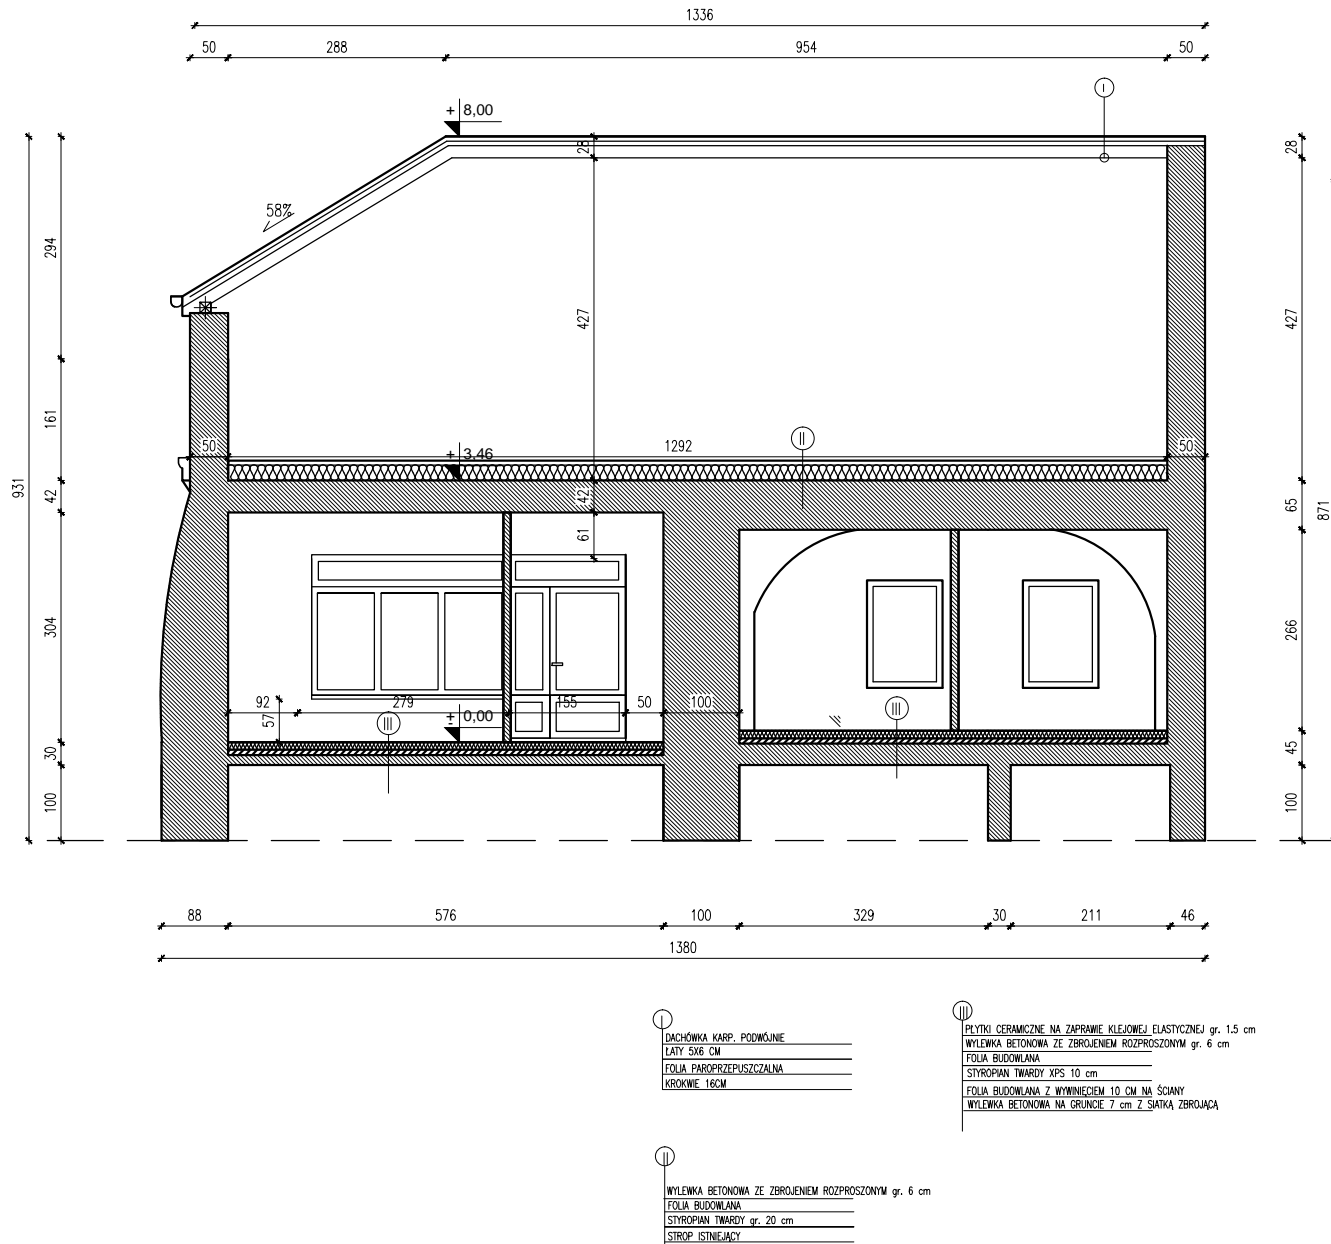 1336
50 288 954 50
I
+ 8,00
28
28
58%
294
427
427
161
50 1292 50
II
+ 3,46
931
42
42
65
871
61
304
266
92 279 155 50 100
57
III
± 0,00
III
30
45
100
100
88 576 100 329 30 211 46
1380
I
DACHÓWKA KARP. PODWÓJNIE
ŁATY 5X6 CM
FOLIA PAROPRZEPUSZCZALNA
KROKWIE 16CM
III
PŁYTKI CERAMICZNE NA ZAPRAWIE KLEJOWEJ ELASTYCZNEJ gr. 1.5 cm
WYLEWKA BETONOWA ZE ZBROJENIEM ROZPROSZONYM gr. 6 cm
FOLIA BUDOWLANA
STYROPIAN TWARDY XPS 10 cm
FOLIA BUDOWLANA Z WYWINIĘCIEM 10 CM NA ŚCIANY
WYLEWKA BETONOWA NA GRUNCIE 7 cm Z SIATKĄ ZBROJĄCĄ
II
WYLEWKA BETONOWA ZE ZBROJENIEM ROZPROSZONYM gr. 6 cm
FOLIA BUDOWLANA
STYROPIAN TWARDY gr. 20 cm
STROP ISTNIEJĄCY